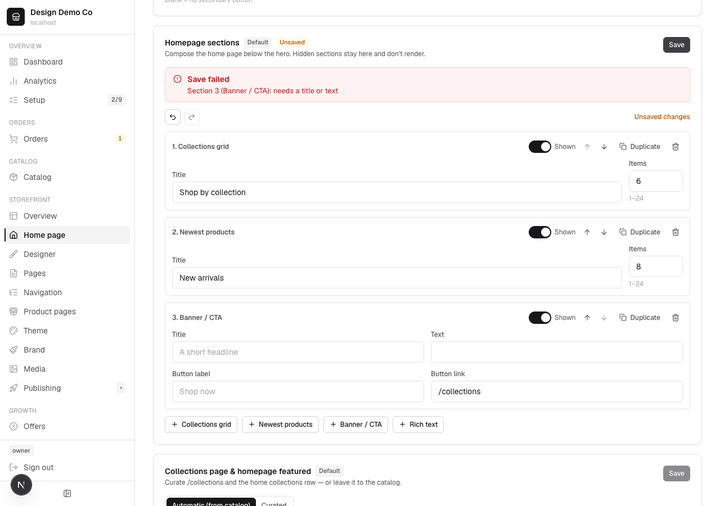 Design Demo Co
localhost
OVERVIEW
Dashboard
Analytics
Setup 2/9
ORDERS
Orders 1
CATALOG
Catalog
STOREFRONT
Overview
Home page
Designer
Pages
Navigation
Product pages
Theme
Brand
Media
Publishing
GROWTH
Offers
owner
Sign out
N
Homepage sections Default Unsaved Save
Compose the home page below the hero. Hidden sections stay here and don't render.
Save failed
Section 3 (Banner / CTA): needs a title or text
Unsaved changes
1. Collections grid Shown Duplicate
Title Items
Shop by collection 6
1–24
2. Newest products Shown Duplicate
Title Items
New arrivals 8
1–24
3. Banner / CTA Shown Duplicate
Title Text
A short headline
Button label Button link
Shop now /collections
+ Collections grid + Newest products + Banner / CTA + Rich text
Collections page & homepage featured Default Save
Curate /collections and the home collections row — or leave it to the catalog.
Automatic (from catalog) Curated